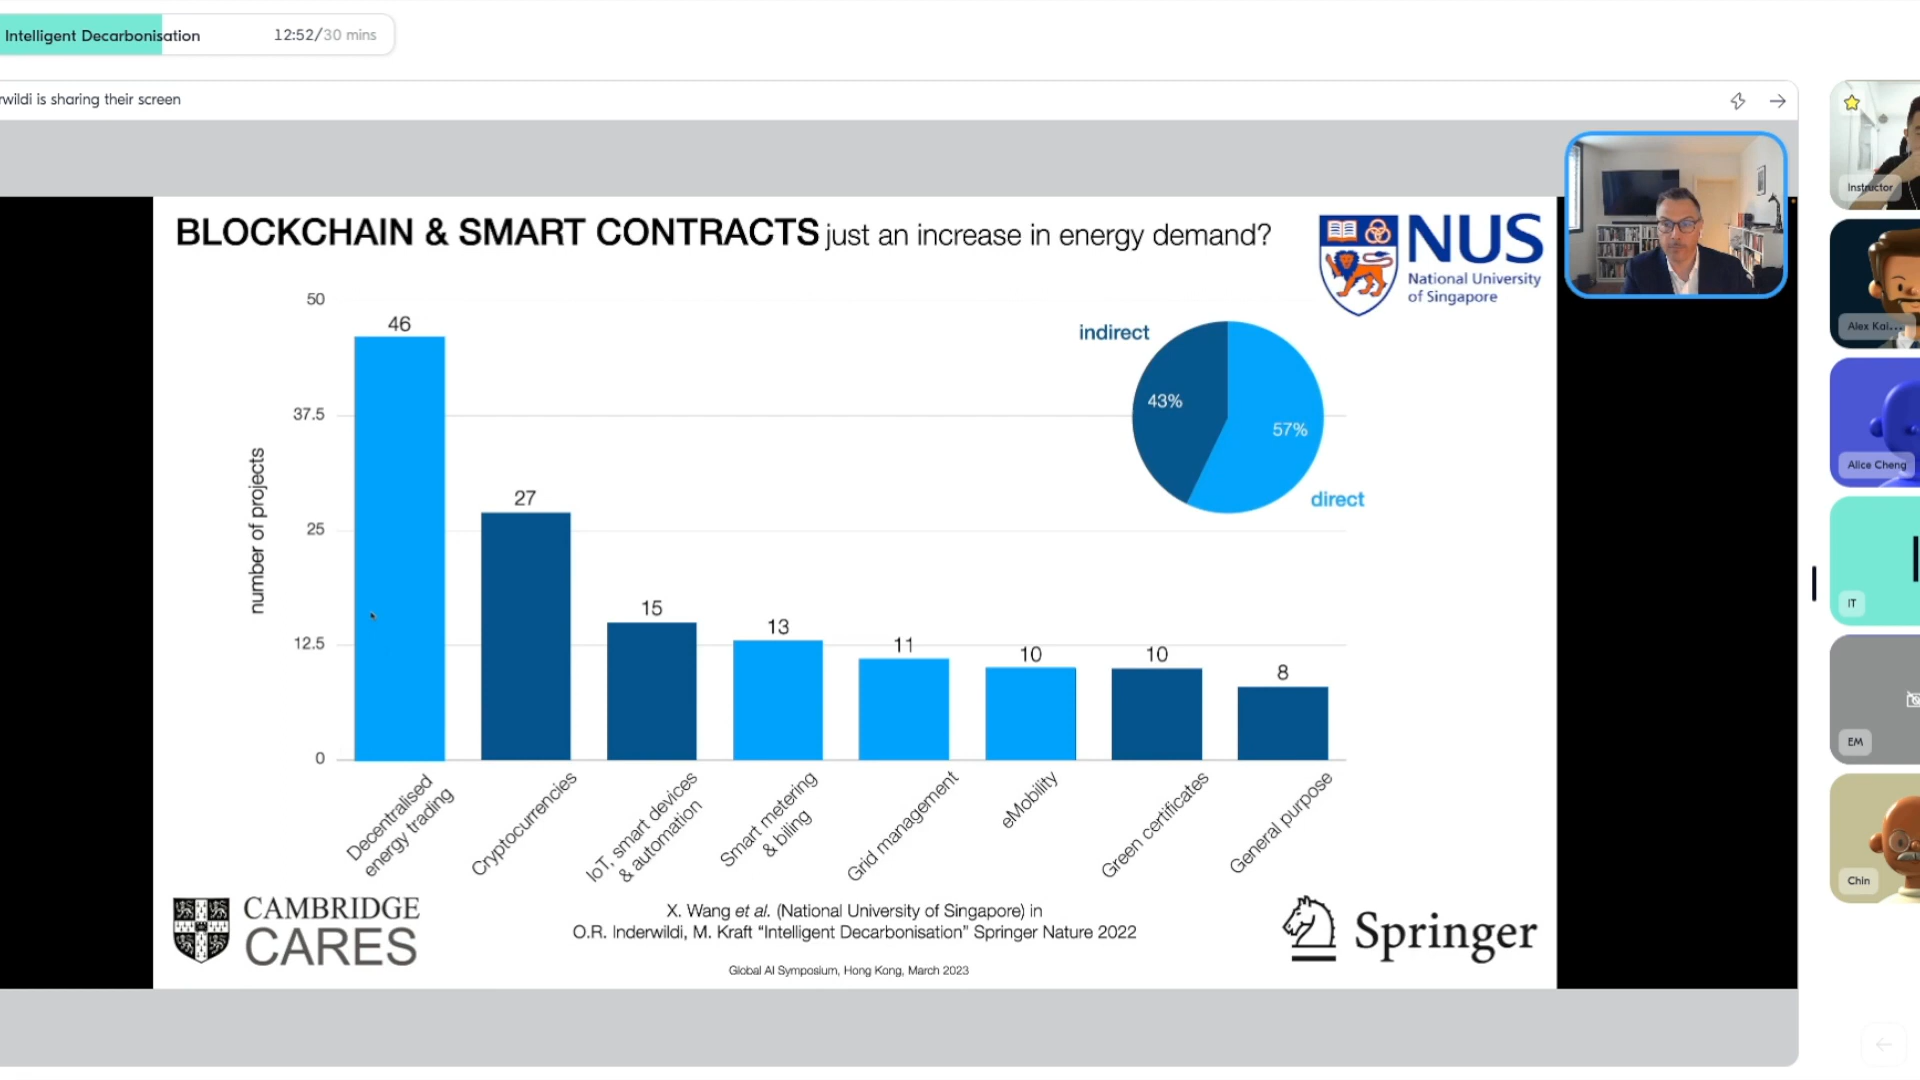 Intelligent Decarbonisation
12:52/30 mins
rwildi is sharing their screen
BLOCKCHAIN & SMART CONTRACTS just an increase in energy demand?
NUS
National University
of Singapore
50
37.5
25
12.5
0
number of projects
46
27
15
13
11
10
10
8
indirect
43%
57%
direct
Decentralised
energy trading
Cryptocurrencies
IoT, smart devices
& automation
Smart metering
& biling
Grid management
eMobility
Green certificates
General purpose
CAMBRIDGE
CARES
X. Wang et al. (National University of Singapore) in
O.R. Inderwildi, M. Kraft “Intelligent Decarbonisation” Springer Nature 2022
Global AI Symposium, Hong Kong, March 2023
Springer
Instructor
Alex Kai...
Alice Cheng
IT
EM
Chin